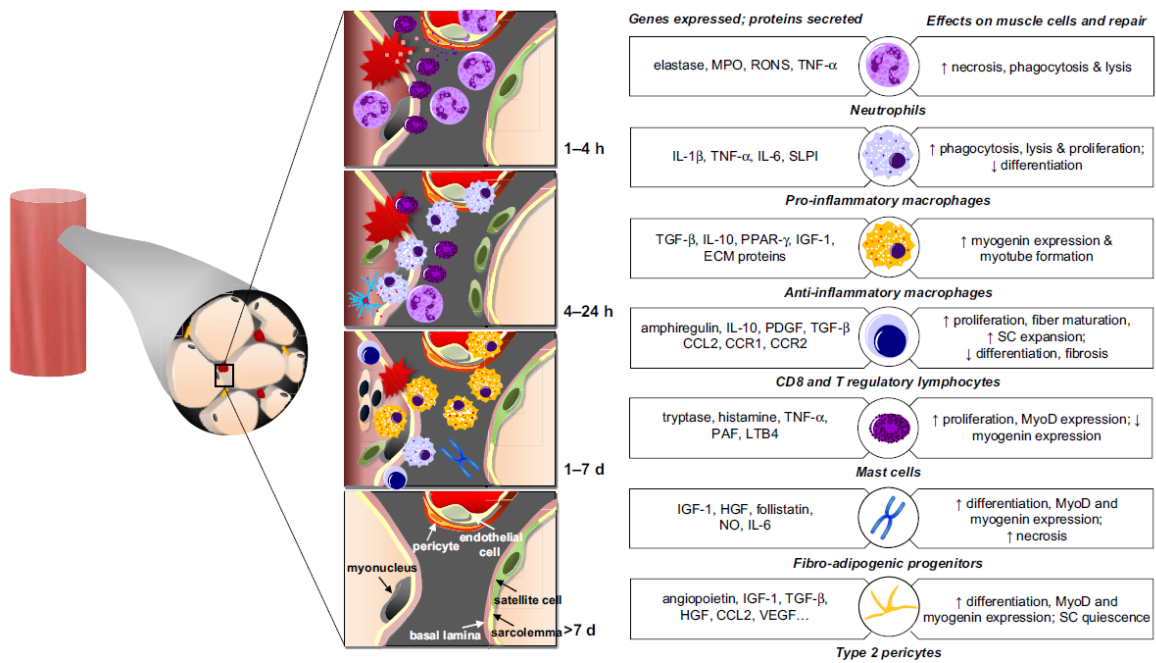 Genes expressed; proteins secreted
Effects on muscle cells and repair
elastase, MPO, RONS, TNF-α
↑ necrosis, phagocytosis & lysis
Neutrophils
1–4 h
IL-1β, TNF-α, IL-6, SLPI
↑ phagocytosis, lysis & proliferation;
↓ differentiation
Pro-inflammatory macrophages
TGF-β, IL-10, PPAR-γ, IGF-1,
ECM proteins
↑ myogenin expression &
myotube formation
Anti-inflammatory macrophages
4–24 h
amphiregulin, IL-10, PDGF, TGF-β
CCL2, CCR1, CCR2
↑ proliferation, fiber maturation,
↑ SC expansion;
↓ differentiation, fibrosis
CD8 and T regulatory lymphocytes
tryptase, histamine, TNF-α,
PAF, LTB4
↑ proliferation, MyoD expression; ↓
myogenin expression
Mast cells
1–7 d
IGF-1, HGF, follistatin,
NO, IL-6
↑ differentiation, MyoD and
myogenin expression;
↑ necrosis
Fibro-adipogenic progenitors
pericyte
endothelial
cell
myonucleus
satellite cell
basal lamina
sarcolemma
>7 d
angiopoietin, IGF-1, TGF-β,
HGF, CCL2, VEGF…
↑ differentiation, MyoD and
myogenin expression; SC quiescence
Type 2 pericytes